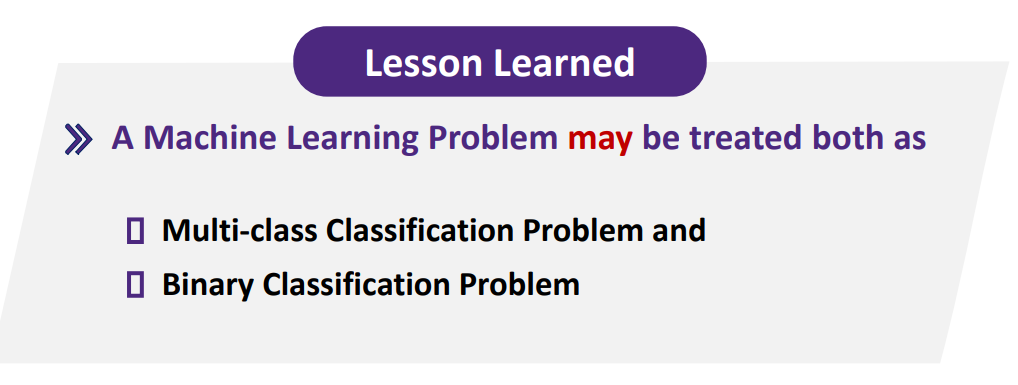 Lesson Learned
A Machine Learning Problem may be treated both as
Multi-class Classification Problem and
Binary Classification Problem